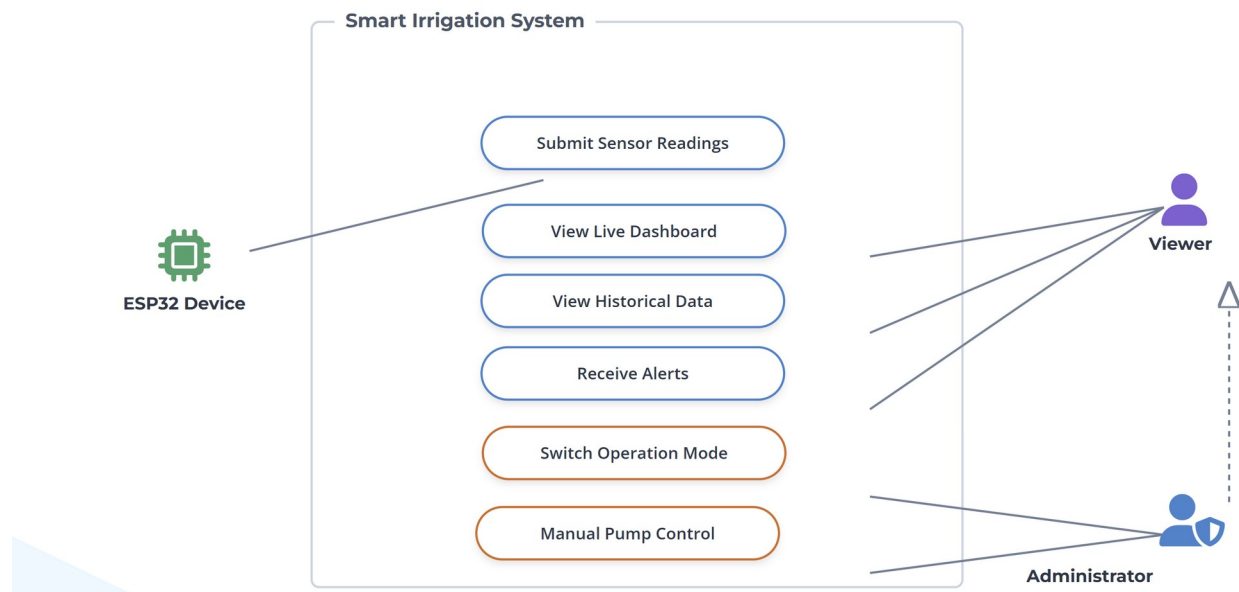 Smart Irrigation System
Submit Sensor Readings
View Live Dashboard
Viewer
View Historical Data
ESP32 Device
Receive Alerts
Switch Operation Mode
Manual Pump Control
Administrator